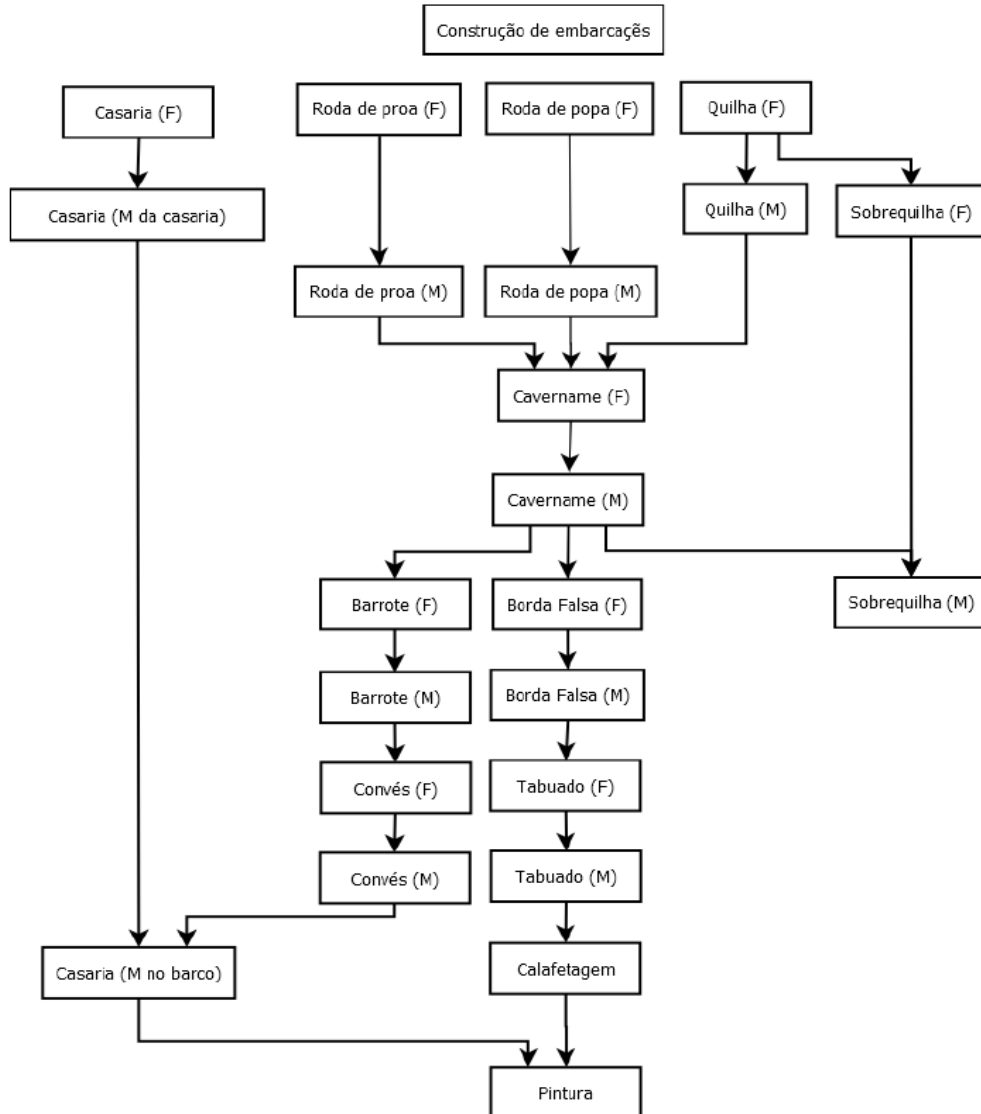 Construção de embarcaçẽs
Casaria (F)
Roda de proa (F)
Roda de popa (F)
Quilha (F)
Casaria (M da casaria)
Quilha (M)
Sobrequilha (F)
Roda de proa (M)
Roda de popa (M)
Cavername (F)
Cavername (M)
Barrote (F)
Borda Falsa (F)
Sobrequilha (M)
Barrote (M)
Borda Falsa (M)
Convés (F)
Tabuado (F)
Convés (M)
Tabuado (M)
Casaria (M no barco)
Calafetagem
Pintura